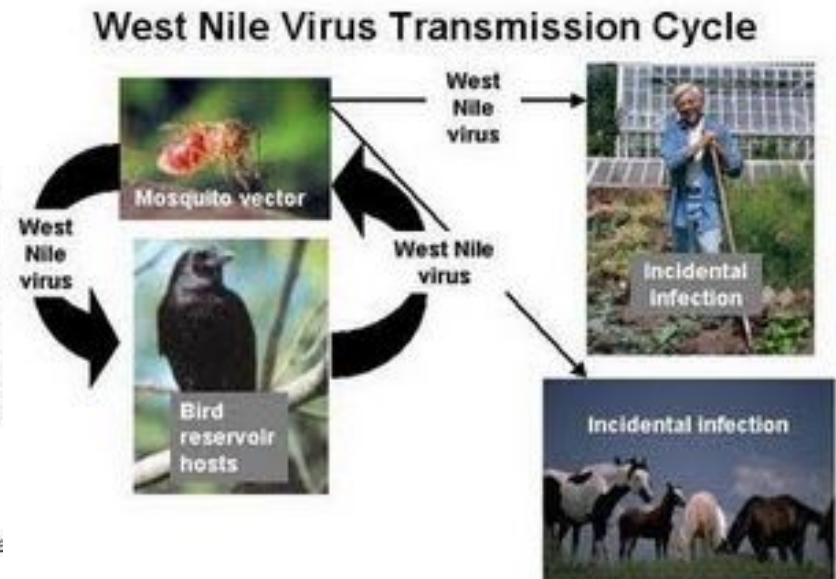 West Nile Virus Transmission Cycle
West
Nile
virus
Mosquito vector
West
Nile
virus
West Nile
virus
Bird
reservoir
hosts
Incidental
infection
Incidental infection